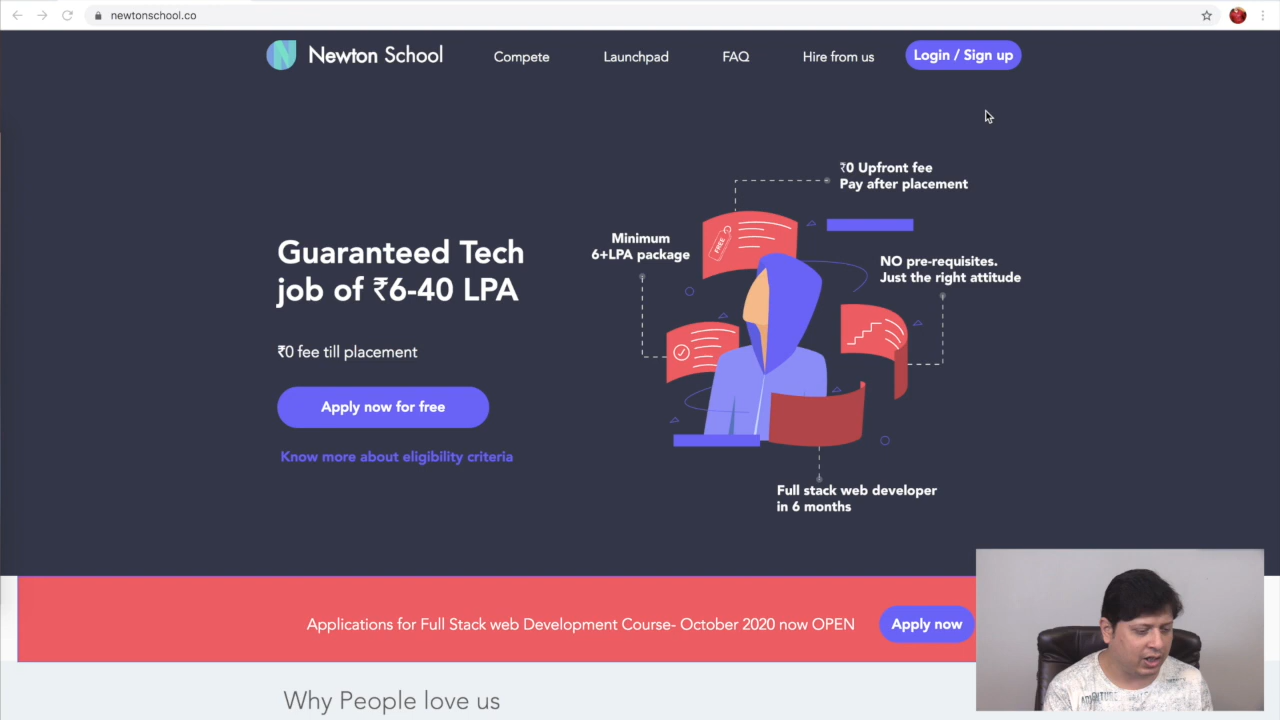 newtonschool.co
Newton School
Compete
Launchpad
FAQ
Hire from us
Login / Sign up
₹0 Upfront fee
Pay after placement
Minimum
6+LPA package
FREE
NO pre-requisites.
Just the right attitude
Guaranteed Tech
job of ₹6-40 LPA
₹0 fee till placement
Apply now for free
Know more about eligibility criteria
Full stack web developer
in 6 months
Applications for Full Stack web Development Course- October 2020 now OPEN
Apply now
Why People love us